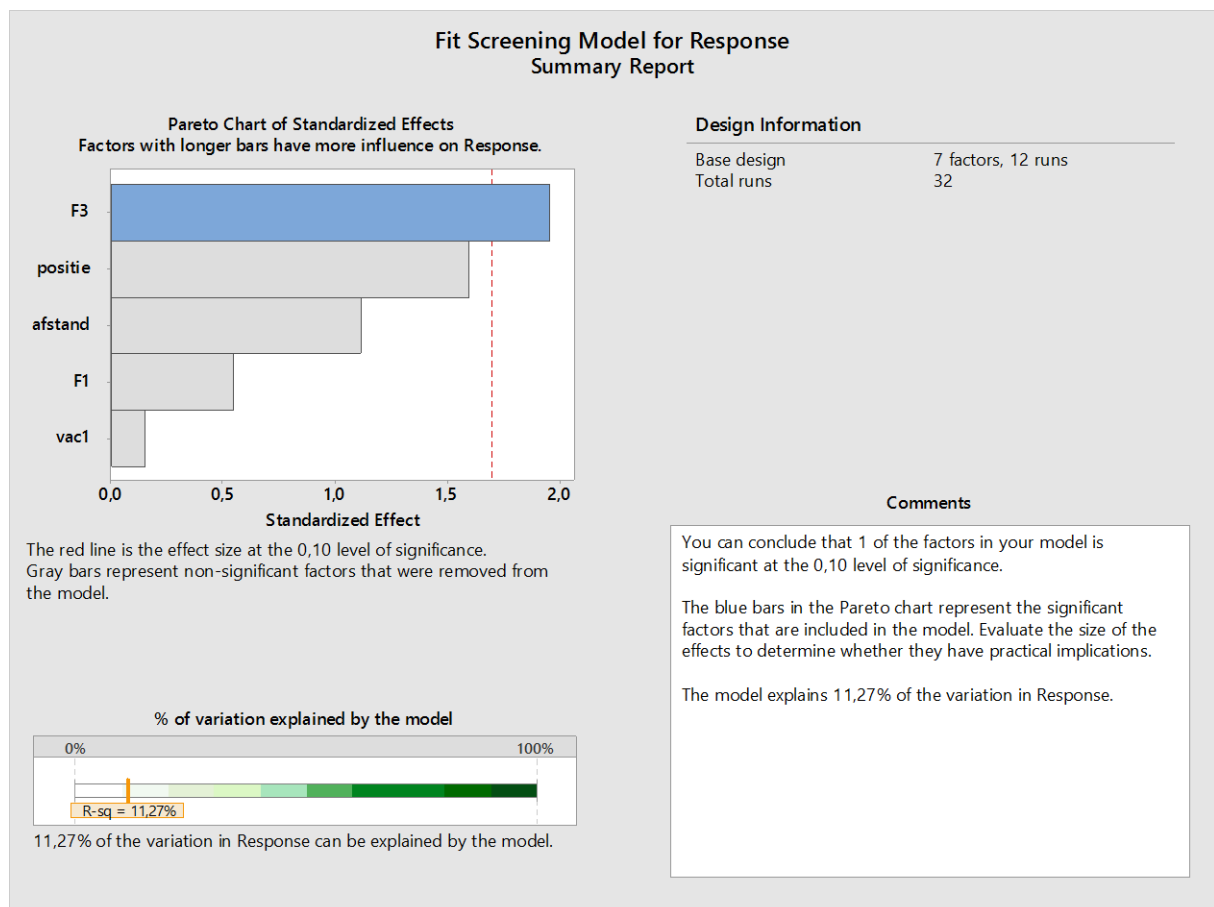 Fit Screening Model for Response
Summary Report
Pareto Chart of Standardized Effects
Factors with longer bars have more influence on Response.
F3
positie
afstand
F1
vac1
0,0 0,5 1,0 1,5 2,0
Standardized Effect
The red line is the effect size at the 0,10 level of significance.
Gray bars represent non-significant factors that were removed from
the model.
% of variation explained by the model
0% 100%
R-sq = 11,27%
11,27% of the variation in Response can be explained by the model.
Design Information
Base design 7 factors, 12 runs
Total runs 32
Comments
You can conclude that 1 of the factors in your model is
significant at the 0,10 level of significance.
The blue bars in the Pareto chart represent the significant
factors that are included in the model. Evaluate the size of the
effects to determine whether they have practical implications.
The model explains 11,27% of the variation in Response.